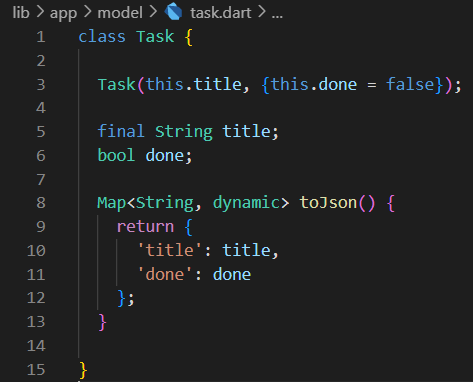 lib > app > model > task.dart > ...
1 class Task {
2
3 Task(this.title, {this.done = false});
4
5 final String title;
6 bool done;
7
8 Map<String, dynamic> toJson() {
9 return {
10 'title': title,
11 'done': done
12 };
13 }
14
15 }